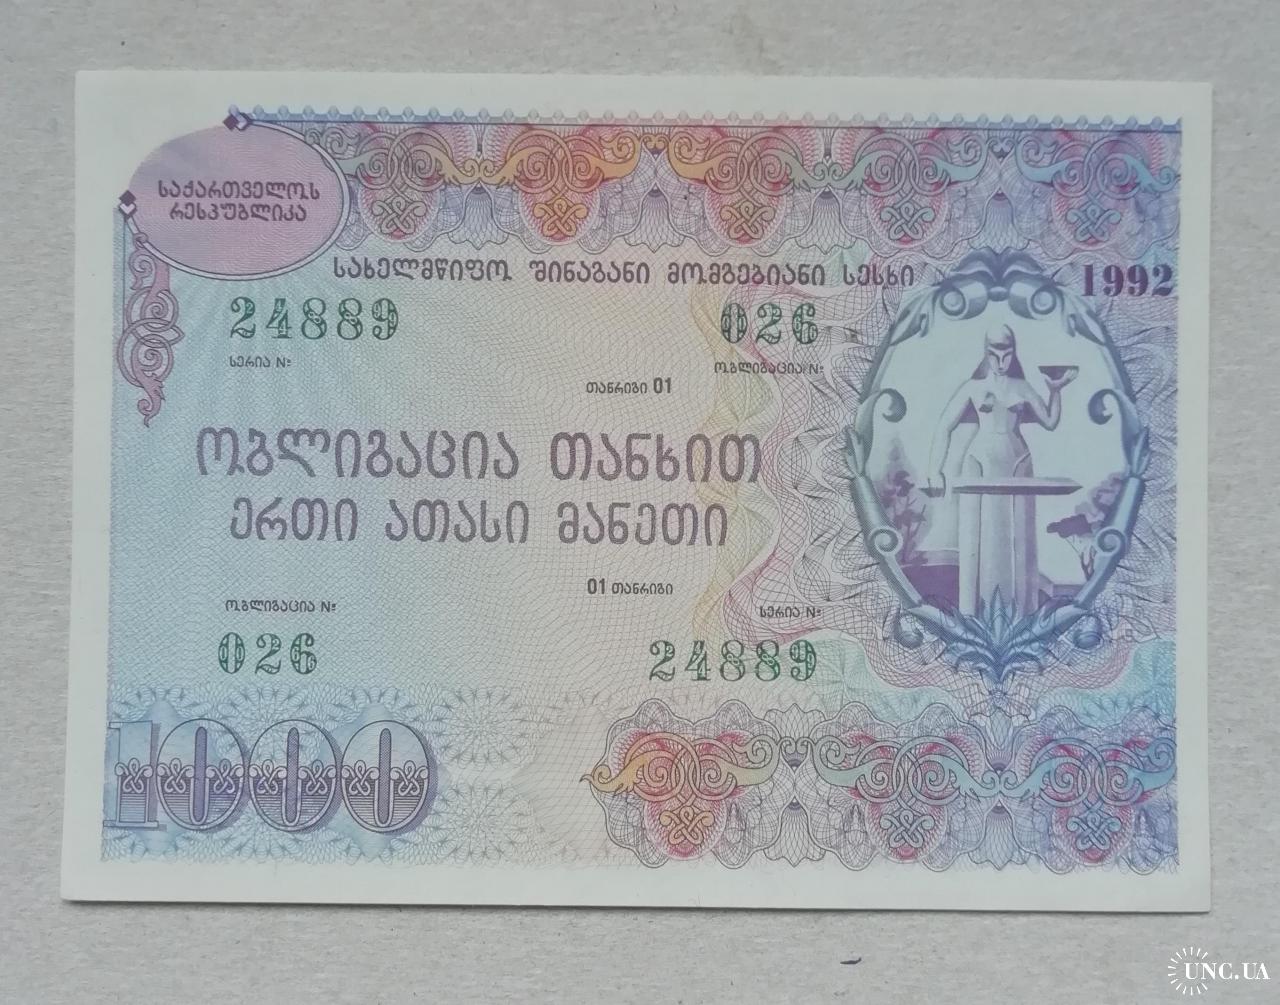 საქართველოს
რესპუბლიკა
სახელმწიფო შინაგანი მომგებიანი სესხი
1992
24889
026
სერია №
ობლიგაცია №
თანრიგი 01
ობლიგაცია თანხით
ერთი ათასი მანეთი
01 თანრიგი
ობლიგაცია №
სერია №
026
24889
1000
UNC.UA